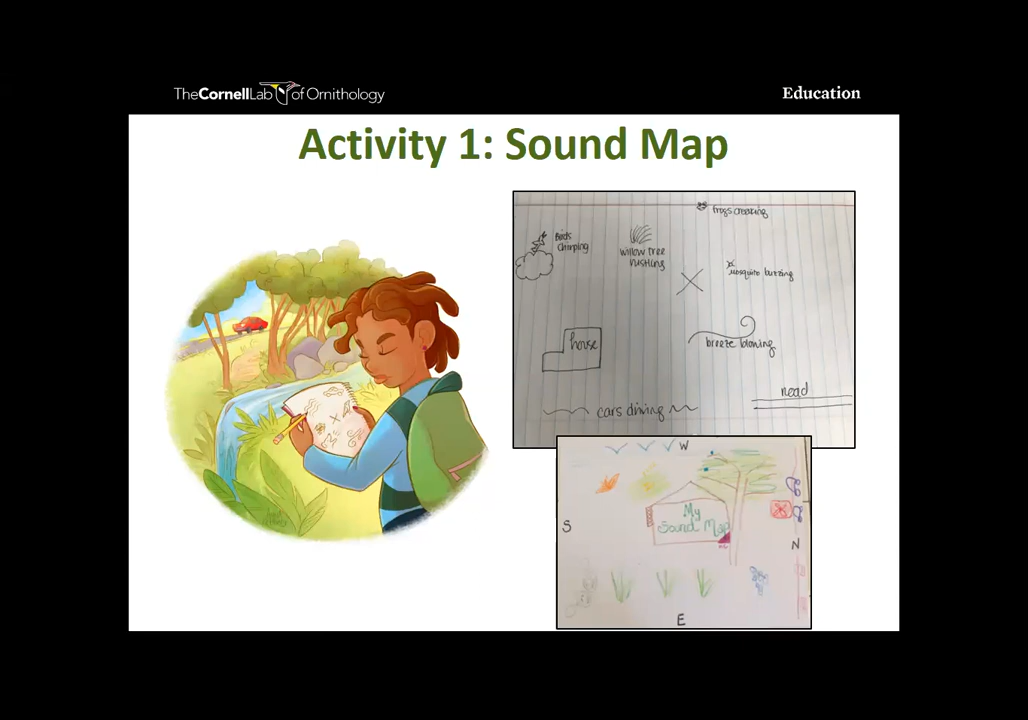 TheCornellLab of Ornithology
Education
Activity 1: Sound Map
frogs croaking
Birds
chirping
willow tree
rustling
mosquito buzzing
house
breeze blowing
road
cars driving
W
My
Sound Map
S
N
E